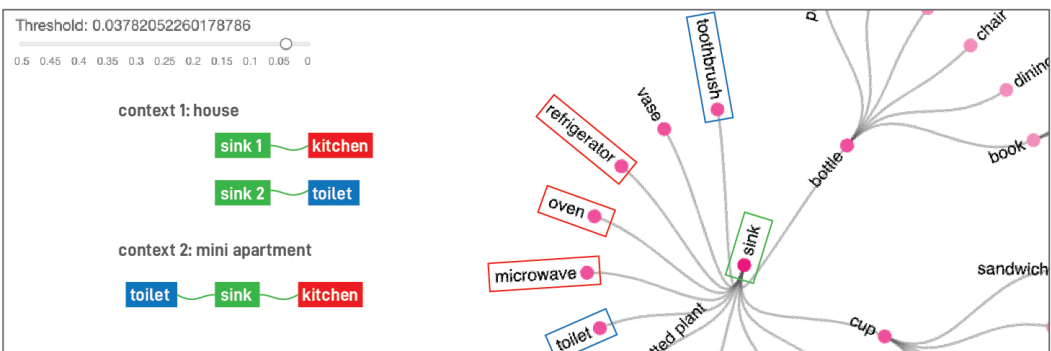 Threshold: 0.03782052260178786
0.5 0.45 0.4 0.35 0.3 0.25 0.2 0.15 0.1 0.05 0
context 1: house
sink 1 kitchen
sink 2 toilet
context 2: mini apartment
toilet sink kitchen
toothbrush
vase
refrigerator
oven
microwave
toilet
sink
bottle
chair
book
sandwich
cup
plant